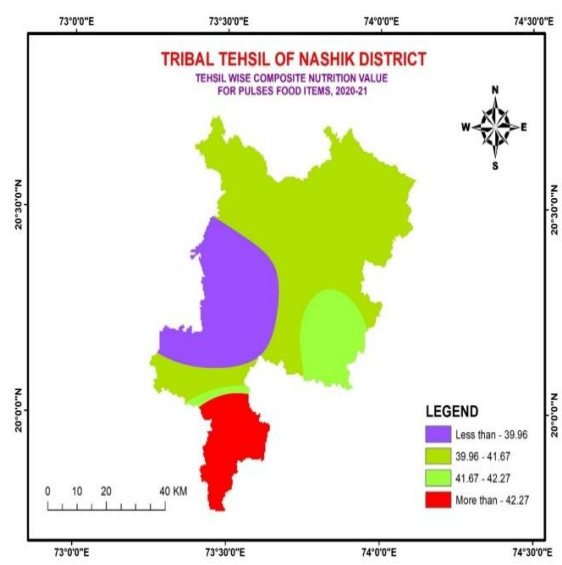 73°0'0"E 73°30'0"E 74°0'0"E 74°30'0"E
TRIBAL TEHSIL OF NASHIK DISTRICT
TEHSIL WISE COMPOSITE NUTRITION VALUE
FOR PULSES FOOD ITEMS, 2020-21
N
W E
S
20°30'0"N 20°30'0"N
20°0'0"N 20°0'0"N
LEGEND
Less than - 39.96
39.96 - 41.67
41.67 - 42.27
More than - 42.27
0 10 20 40 KM
73°0'0"E 73°30'0"E 74°0'0"E 74°30'0"E